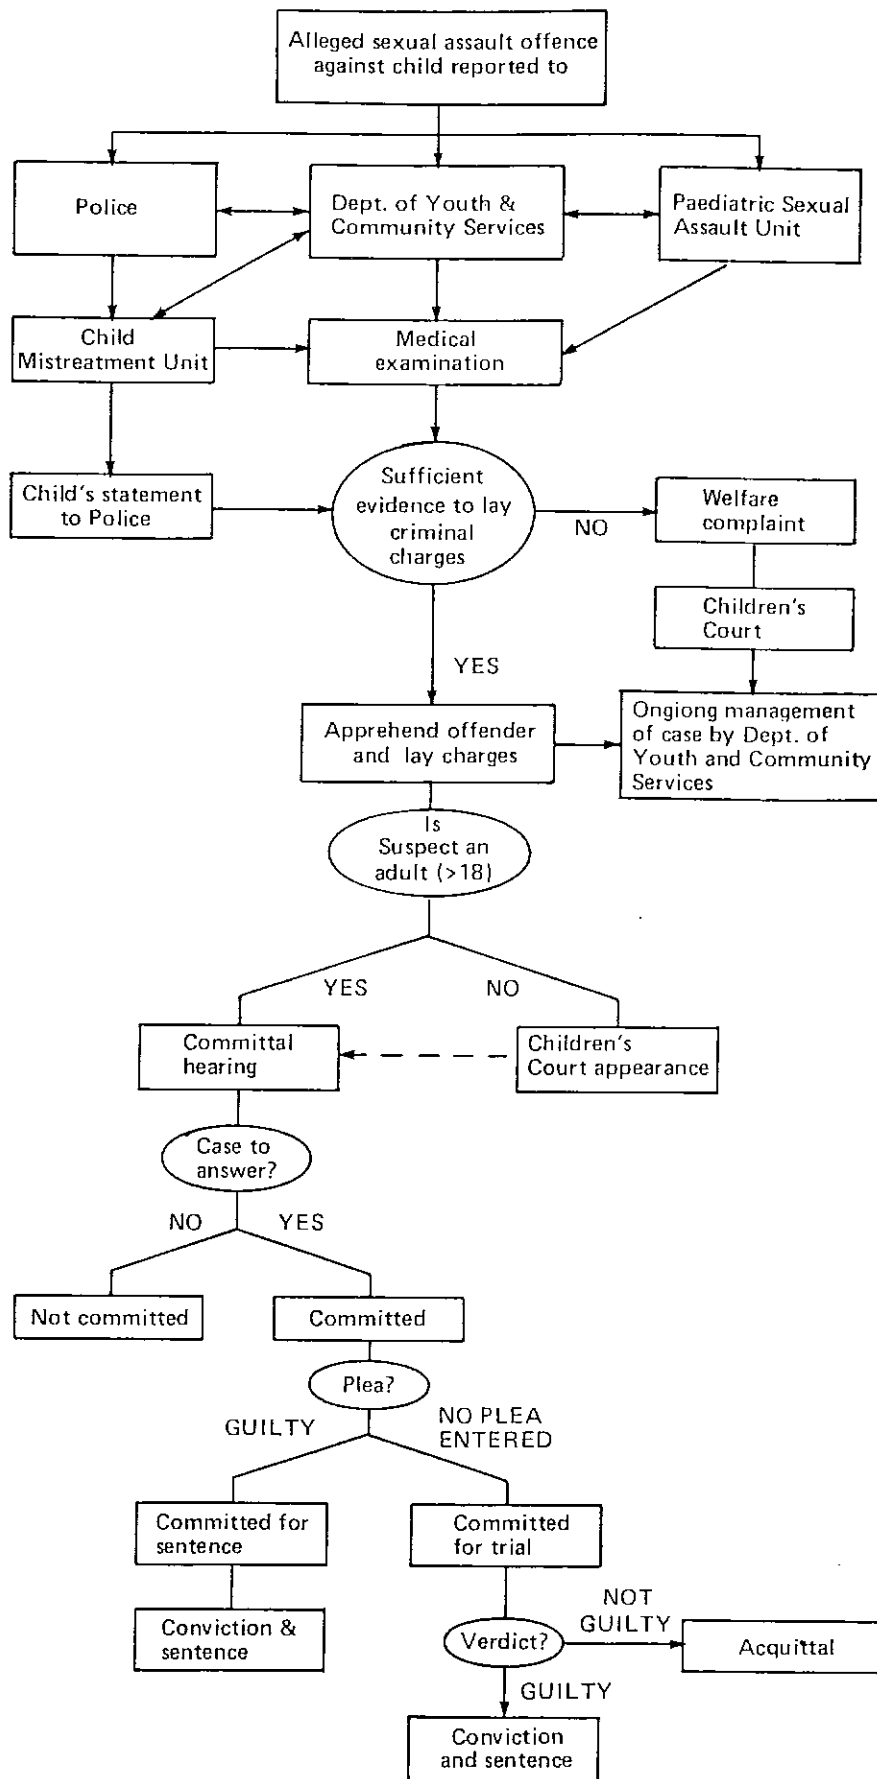 Alleged sexual assault offence
against child reported to
Police
Dept. of Youth &
Community Services
Paediatric Sexual
Assault Unit
Child
Mistreatment Unit
Medical
examination
Child's statement
to Police
Sufficient
evidence to lay
criminal
charges
NO
Welfare
complaint
Children's
Court
YES
Apprehend offender
and lay charges
Ongiong management
of case by Dept. of
Youth and Community
Services
Is
Suspect an
adult (>18)
YES
NO
Committal
hearing
Children's
Court appearance
Case to
answer?
NO
YES
Not committed
Committed
Plea?
GUILTY
NO PLEA
ENTERED
Committed for
sentence
Committed
for trial
Conviction &
sentence
Verdict?
NOT
GUILTY
Acquittal
GUILTY
Conviction
and sentence